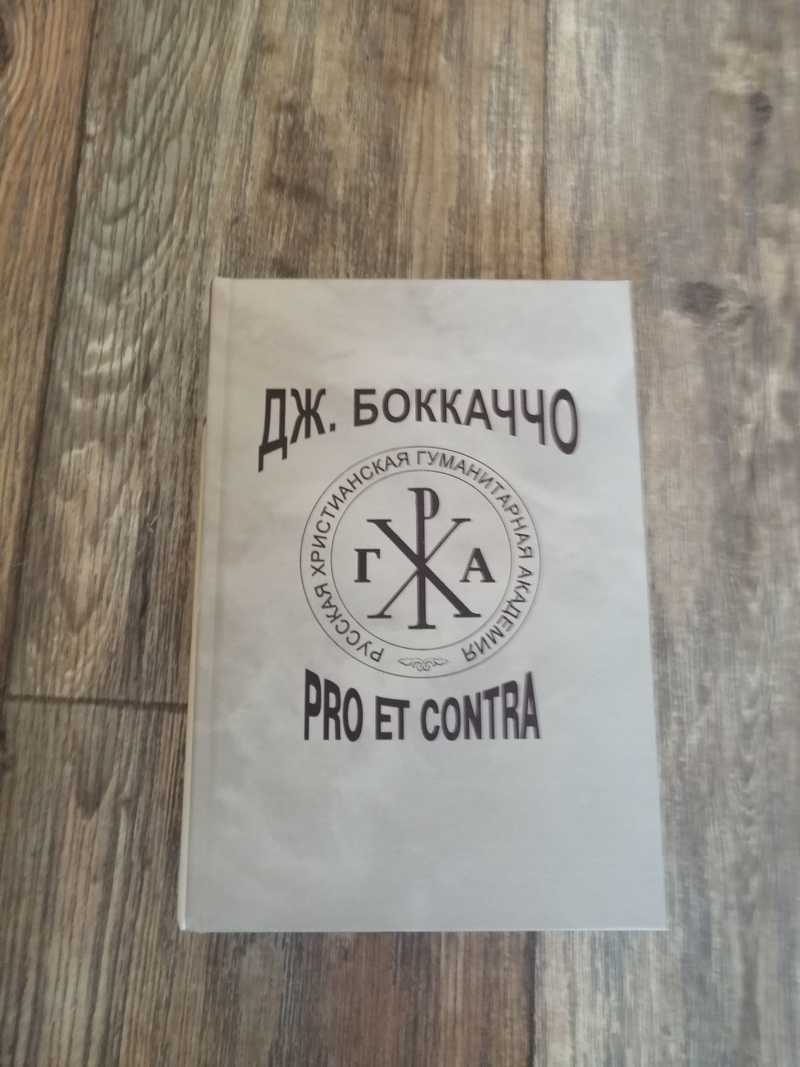 ДЖ. БОККАЧЧО
РУССКАЯ ХРИСТИАНСКАЯ ГУМАНИТАРНАЯ АКАДЕМИЯ
Г Р Х А
PRO ET CONTRA